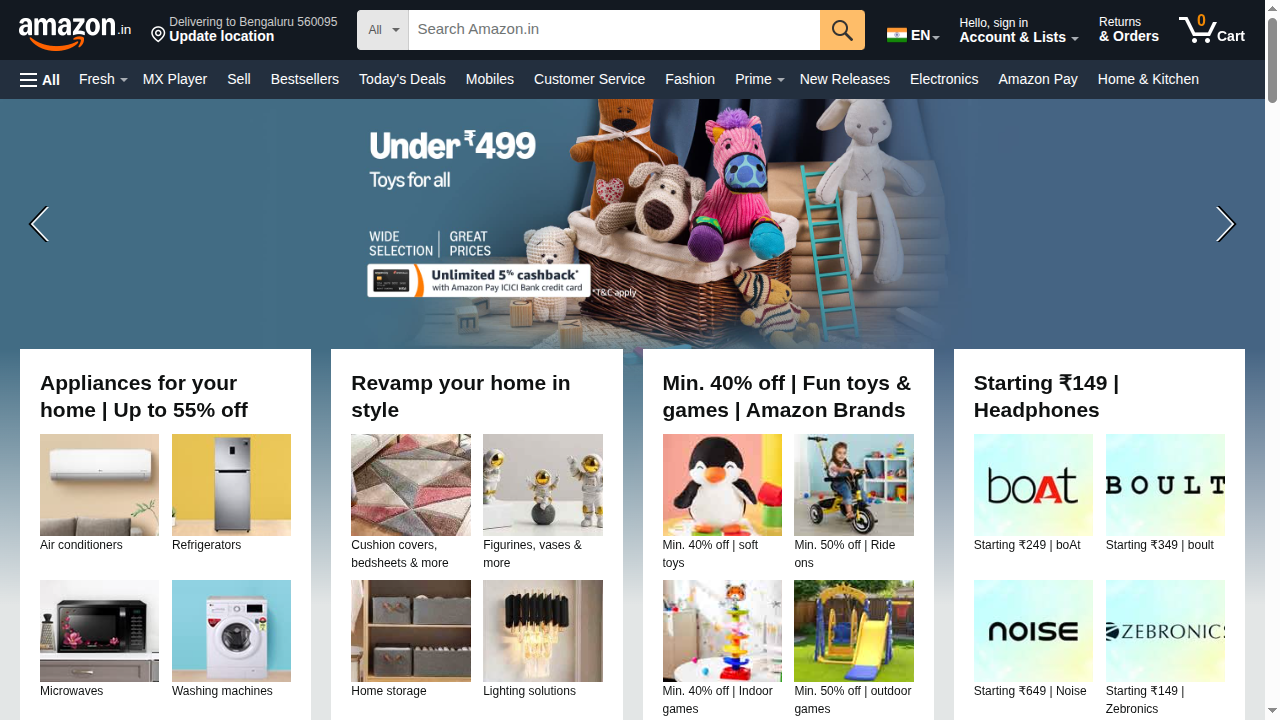 amazon.in
Delivering to Bengaluru 560095
Update location
All
Search Amazon.in
EN
Hello, sign in
Account & Lists
Returns
& Orders
0
Cart
All
Fresh
MX Player
Sell
Bestsellers
Today's Deals
Mobiles
Customer Service
Fashion
Prime
New Releases
Electronics
Amazon Pay
Home & Kitchen
Under ₹499
Toys for all
WIDE
SELECTION
GREAT
PRICES
Unlimited 5% cashback*
with Amazon Pay ICICI Bank credit card
*T&C apply
Appliances for your
home | Up to 55% off
Air conditioners
Refrigerators
Microwaves
Washing machines
Revamp your home in
style
Cushion covers,
bedsheets & more
Figurines, vases &
more
Home storage
Lighting solutions
Min. 40% off | Fun toys &
games | Amazon Brands
Min. 40% off | soft
toys
Min. 50% off | Ride
ons
Min. 40% off | Indoor
games
Min. 50% off | outdoor
games
Starting ₹149 |
Headphones
boAt
Starting ₹249 | boAt
BOULT
Starting ₹349 | boult
noise
Starting ₹649 | Noise
ZEBRONICS
Starting ₹149 |
Zebronics